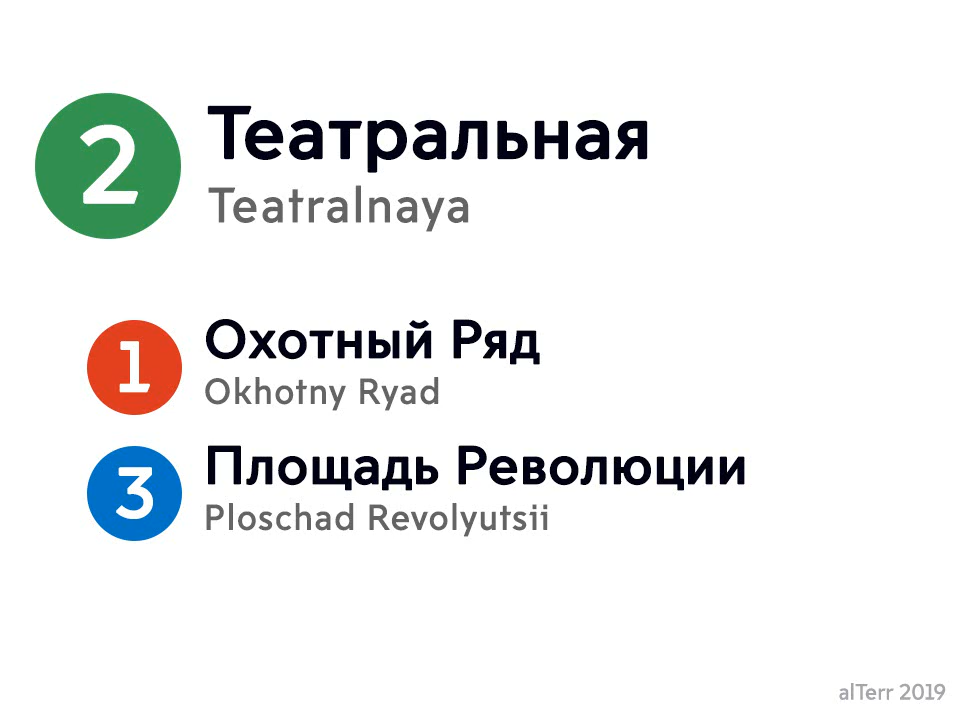 2 Театральная
Teatralnaya
1 Охотный Ряд
Okhotny Ryad
3 Площадь Революции
Ploschad Revolyutsii
alTerr 2019